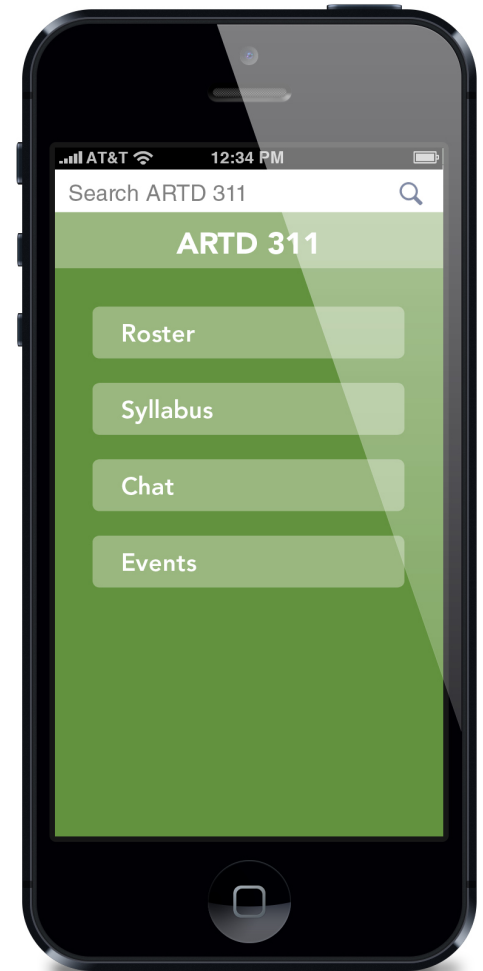 AT&T 12:34 PM
Search ARTD 311
ARTD 311
Roster
Syllabus
Chat
Events